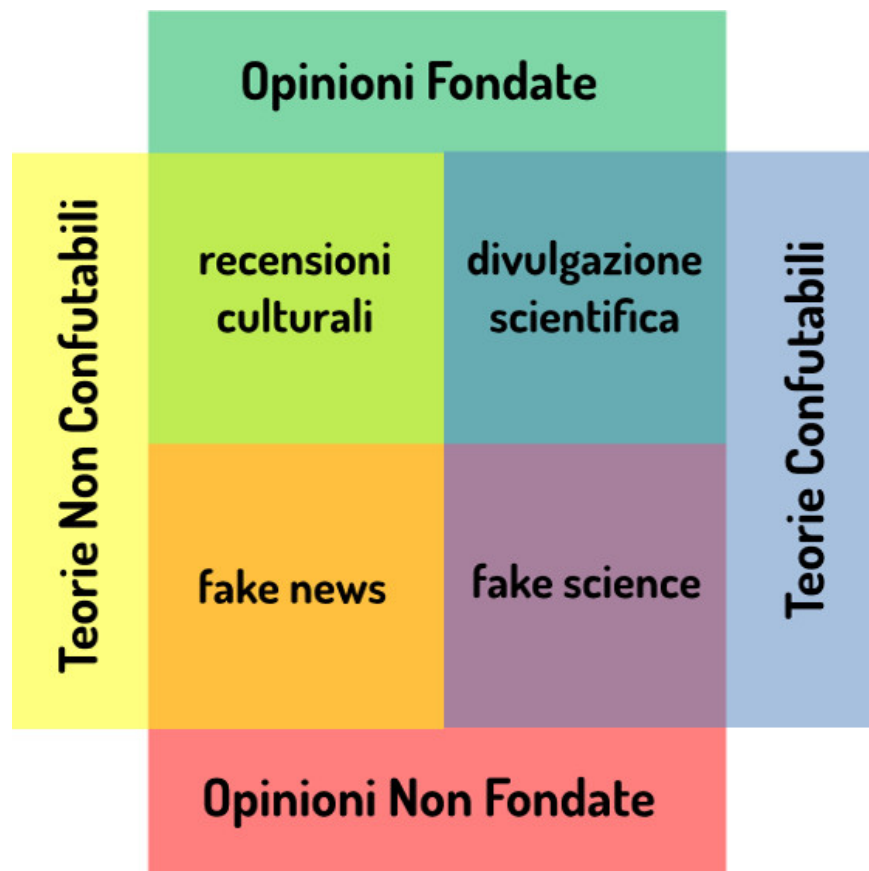 Opinioni Fondate
Teorie Non Confutabili
recensioni
culturali
divulgazione
scientifica
Teorie Confutabili
fake news
fake science
Opinioni Non Fondate